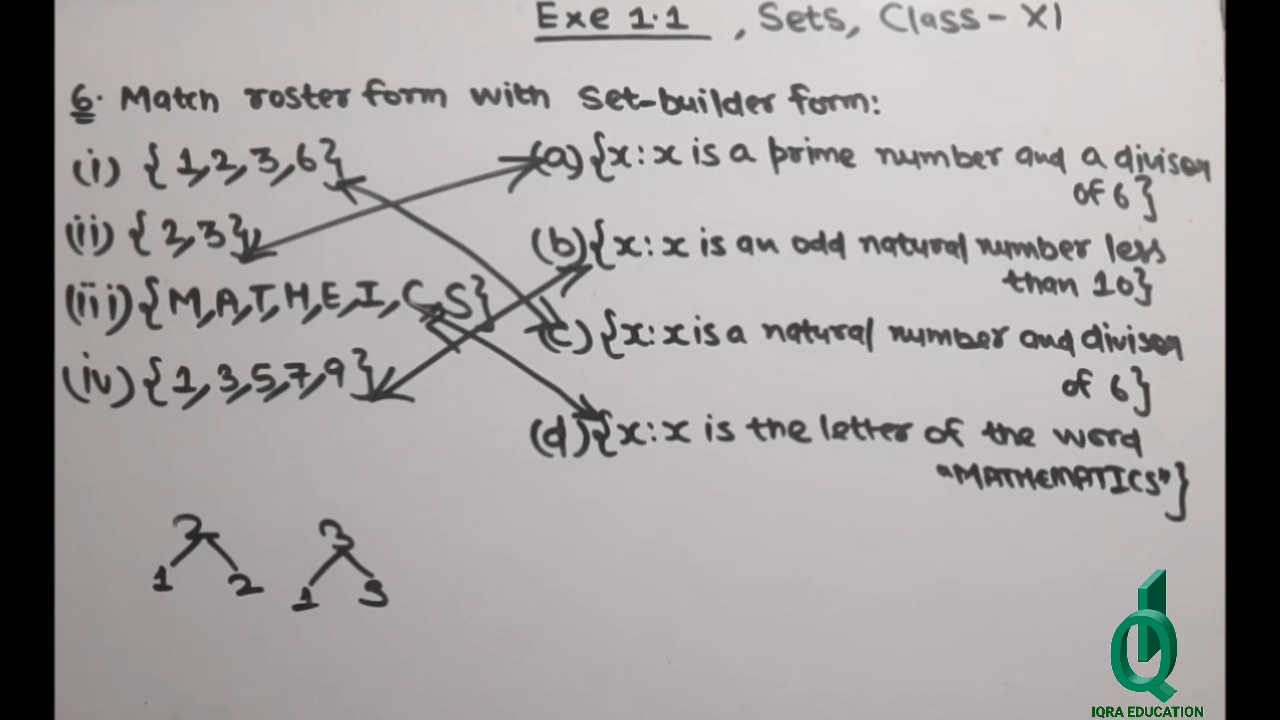 Exe 1.1 , Sets, Class - XI
6. Match roster form with set-builder form:
(i) {1,2,3,6}
(a) {x:x is a prime number and a divisor
of 6}
(ii) {2,3}
(b) {x:x is an odd natural number less
than 10}
(iii) {M,A,T,H,E,I,C,S}
(c) {x:x is a natural number and divisor
of 6}
(iv) {1,3,5,7,9}
(d) {x:x is the letter of the word
"MATHEMATICS"}
2 3
1 2 1 3
IQRA EDUCATION